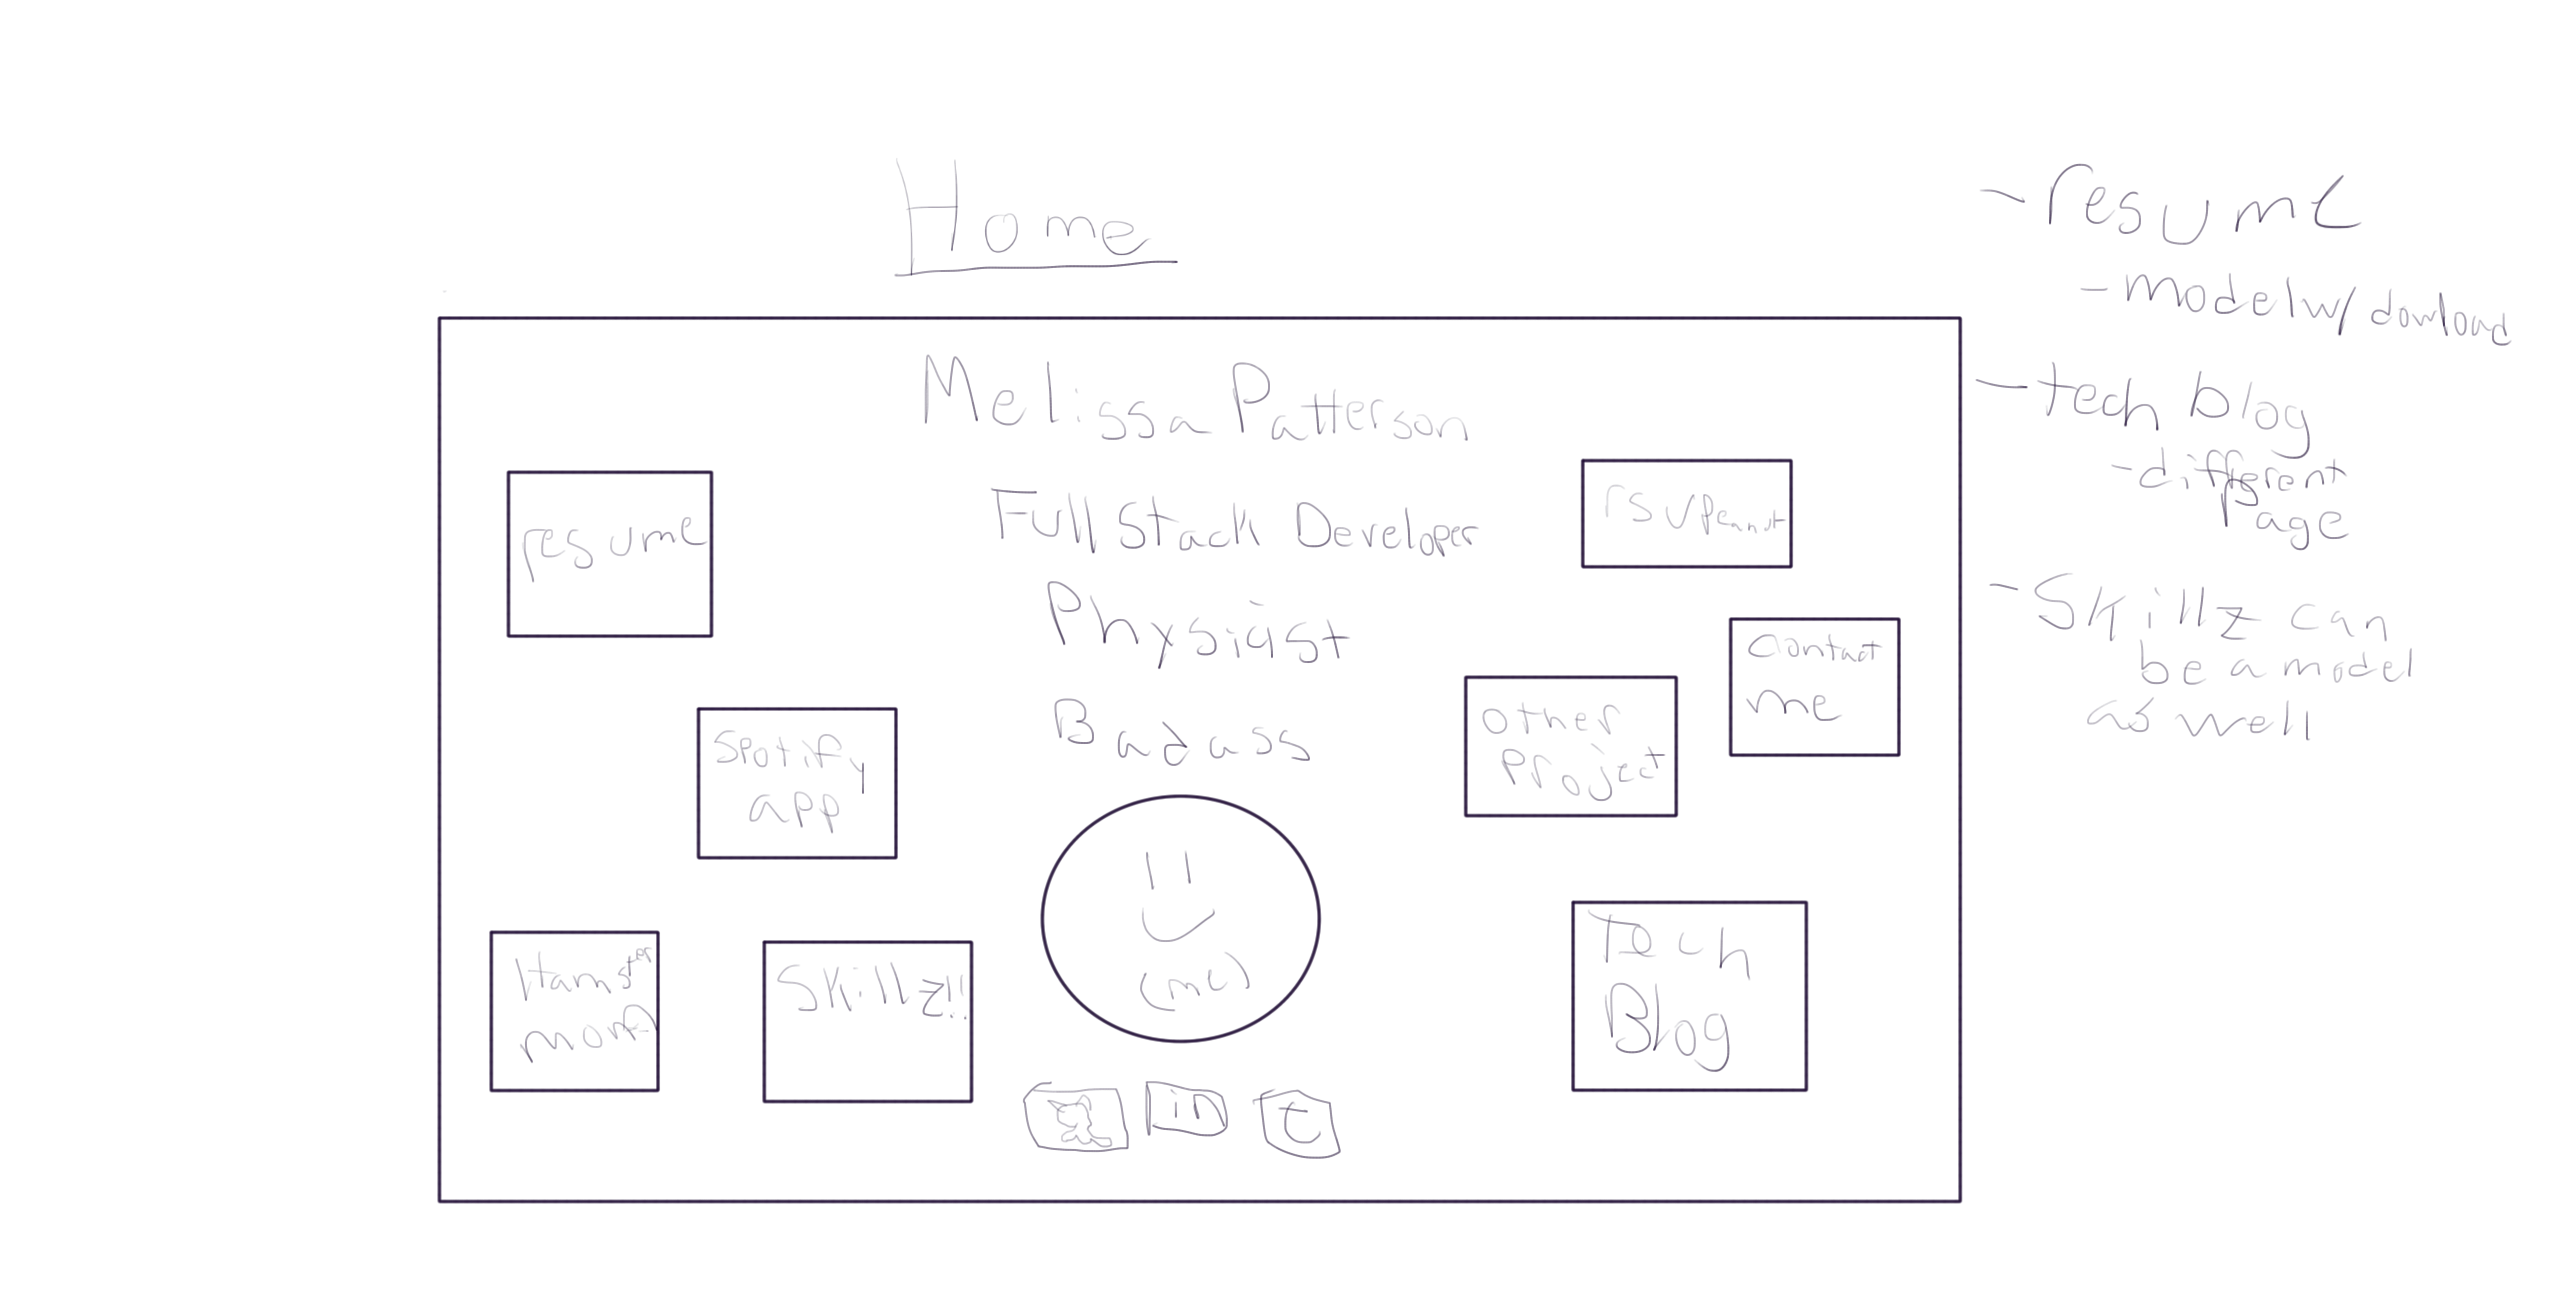 Home
Melissa Patterson
Full Stack Developer
Physicist
Badass
resume
Spotify
app
Hamster
mom
Skillz!!
(me)
in
t
rsvpeanut
Contact
me
other
Project
Tech
Blog
- resume
- model w/ dowload
- tech blog
- different
Page
- Skillz can
be a model
as well